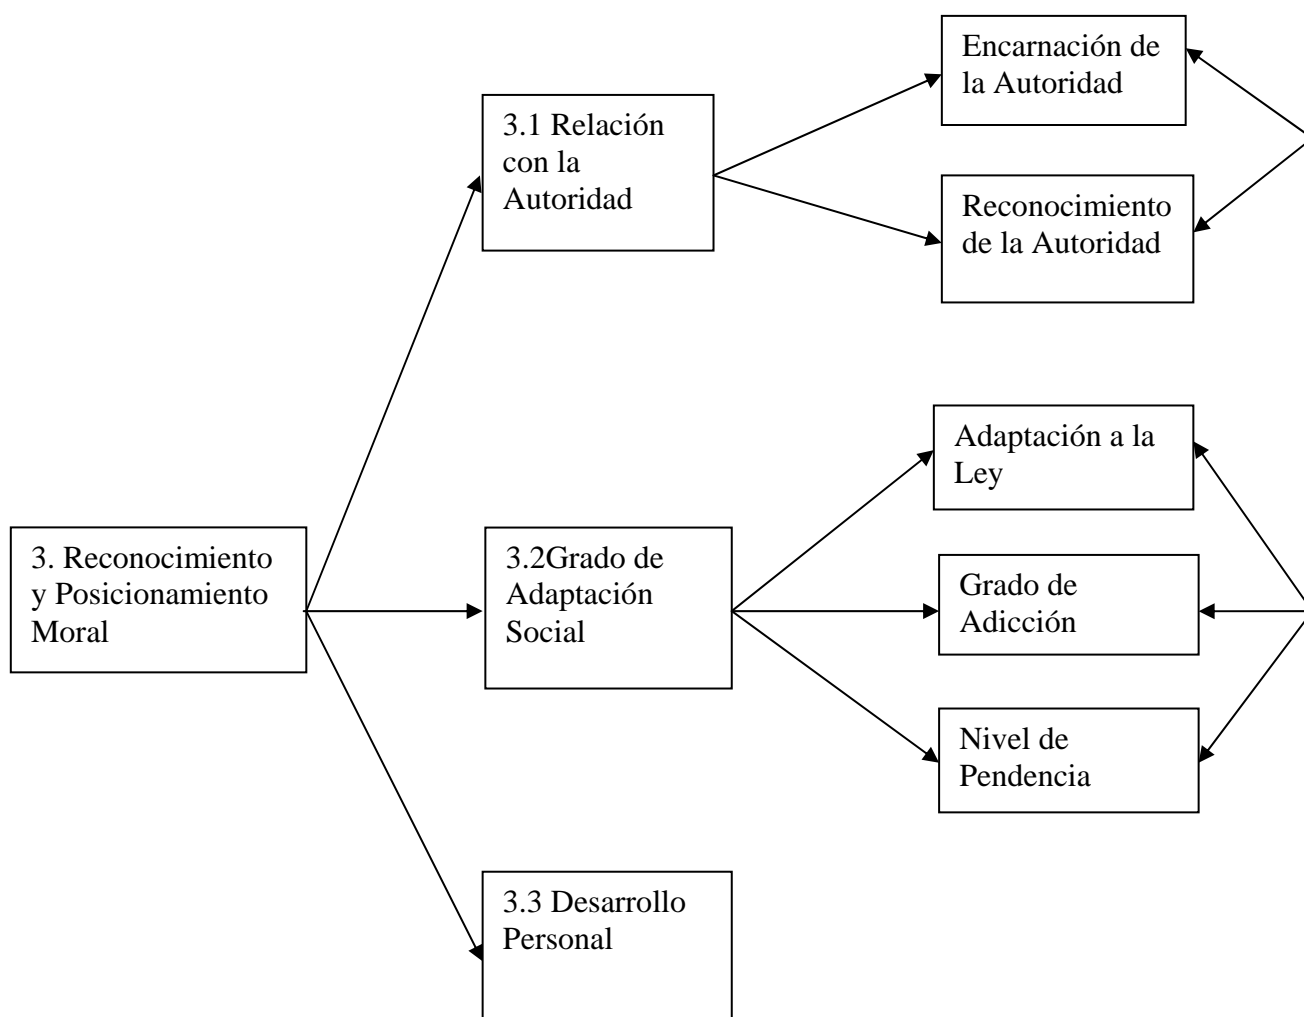 Encarnación de
la Autoridad
3.1 Relación
con la
Autoridad
Reconocimiento
de la Autoridad
Adaptación a la
Ley
3. Reconocimiento
y Posicionamiento
Moral
3.2Grado de
Adaptación
Social
Grado de
Adicción
Nivel de
Pendencia
3.3 Desarrollo
Personal